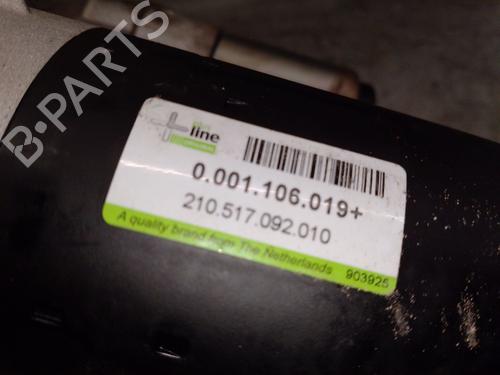 B-PARTS
line
0.001.106.019+
210.517.092.010
A quality brand from The Netherlands 903925